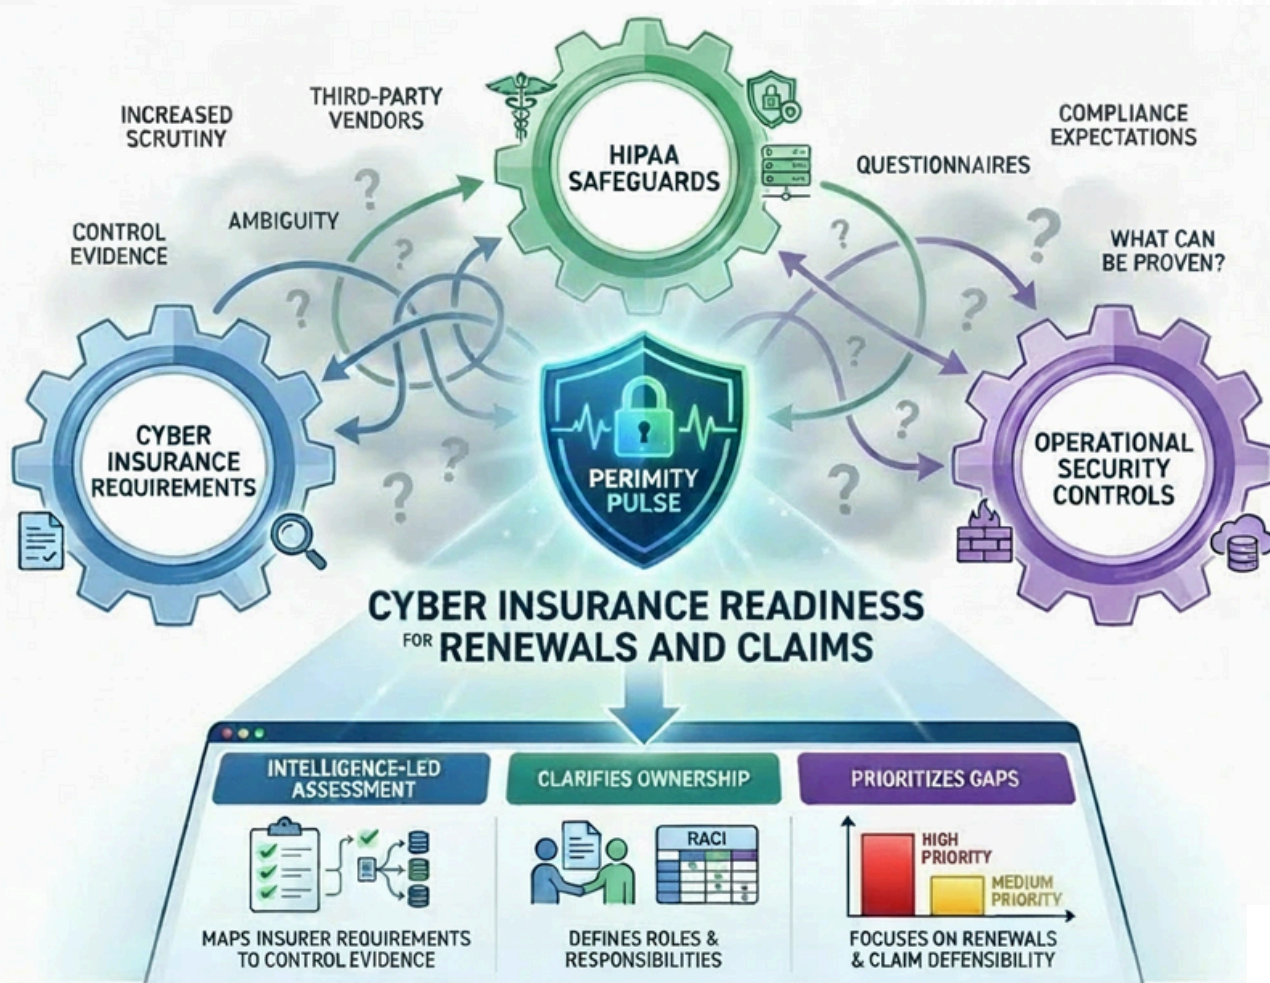 INCREASED
SCRUTINY
THIRD-PARTY
VENDORS
CONTROL
EVIDENCE
AMBIGUITY
HIPAA
SAFEGUARDS
QUESTIONNAIRES
COMPLIANCE
EXPECTATIONS
WHAT CAN
BE PROVEN?
?
?
?
?
?
?
?
?
?
?
?
CYBER
INSURANCE
REQUIREMENTS
PERIMITY
PULSE
OPERATIONAL
SECURITY
CONTROLS
CYBER INSURANCE READINESS
FOR RENEWALS AND CLAIMS
INTELLIGENCE-LED
ASSESSMENT
MAPS INSURER REQUIREMENTS
TO CONTROL EVIDENCE
CLARIFIES OWNERSHIP
RACI
DEFINES ROLES &
RESPONSIBILITIES
PRIORITIZES GAPS
HIGH
PRIORITY
MEDIUM
PRIORITY
FOCUSES ON RENEWALS
& CLAIM DEFENSIBILITY